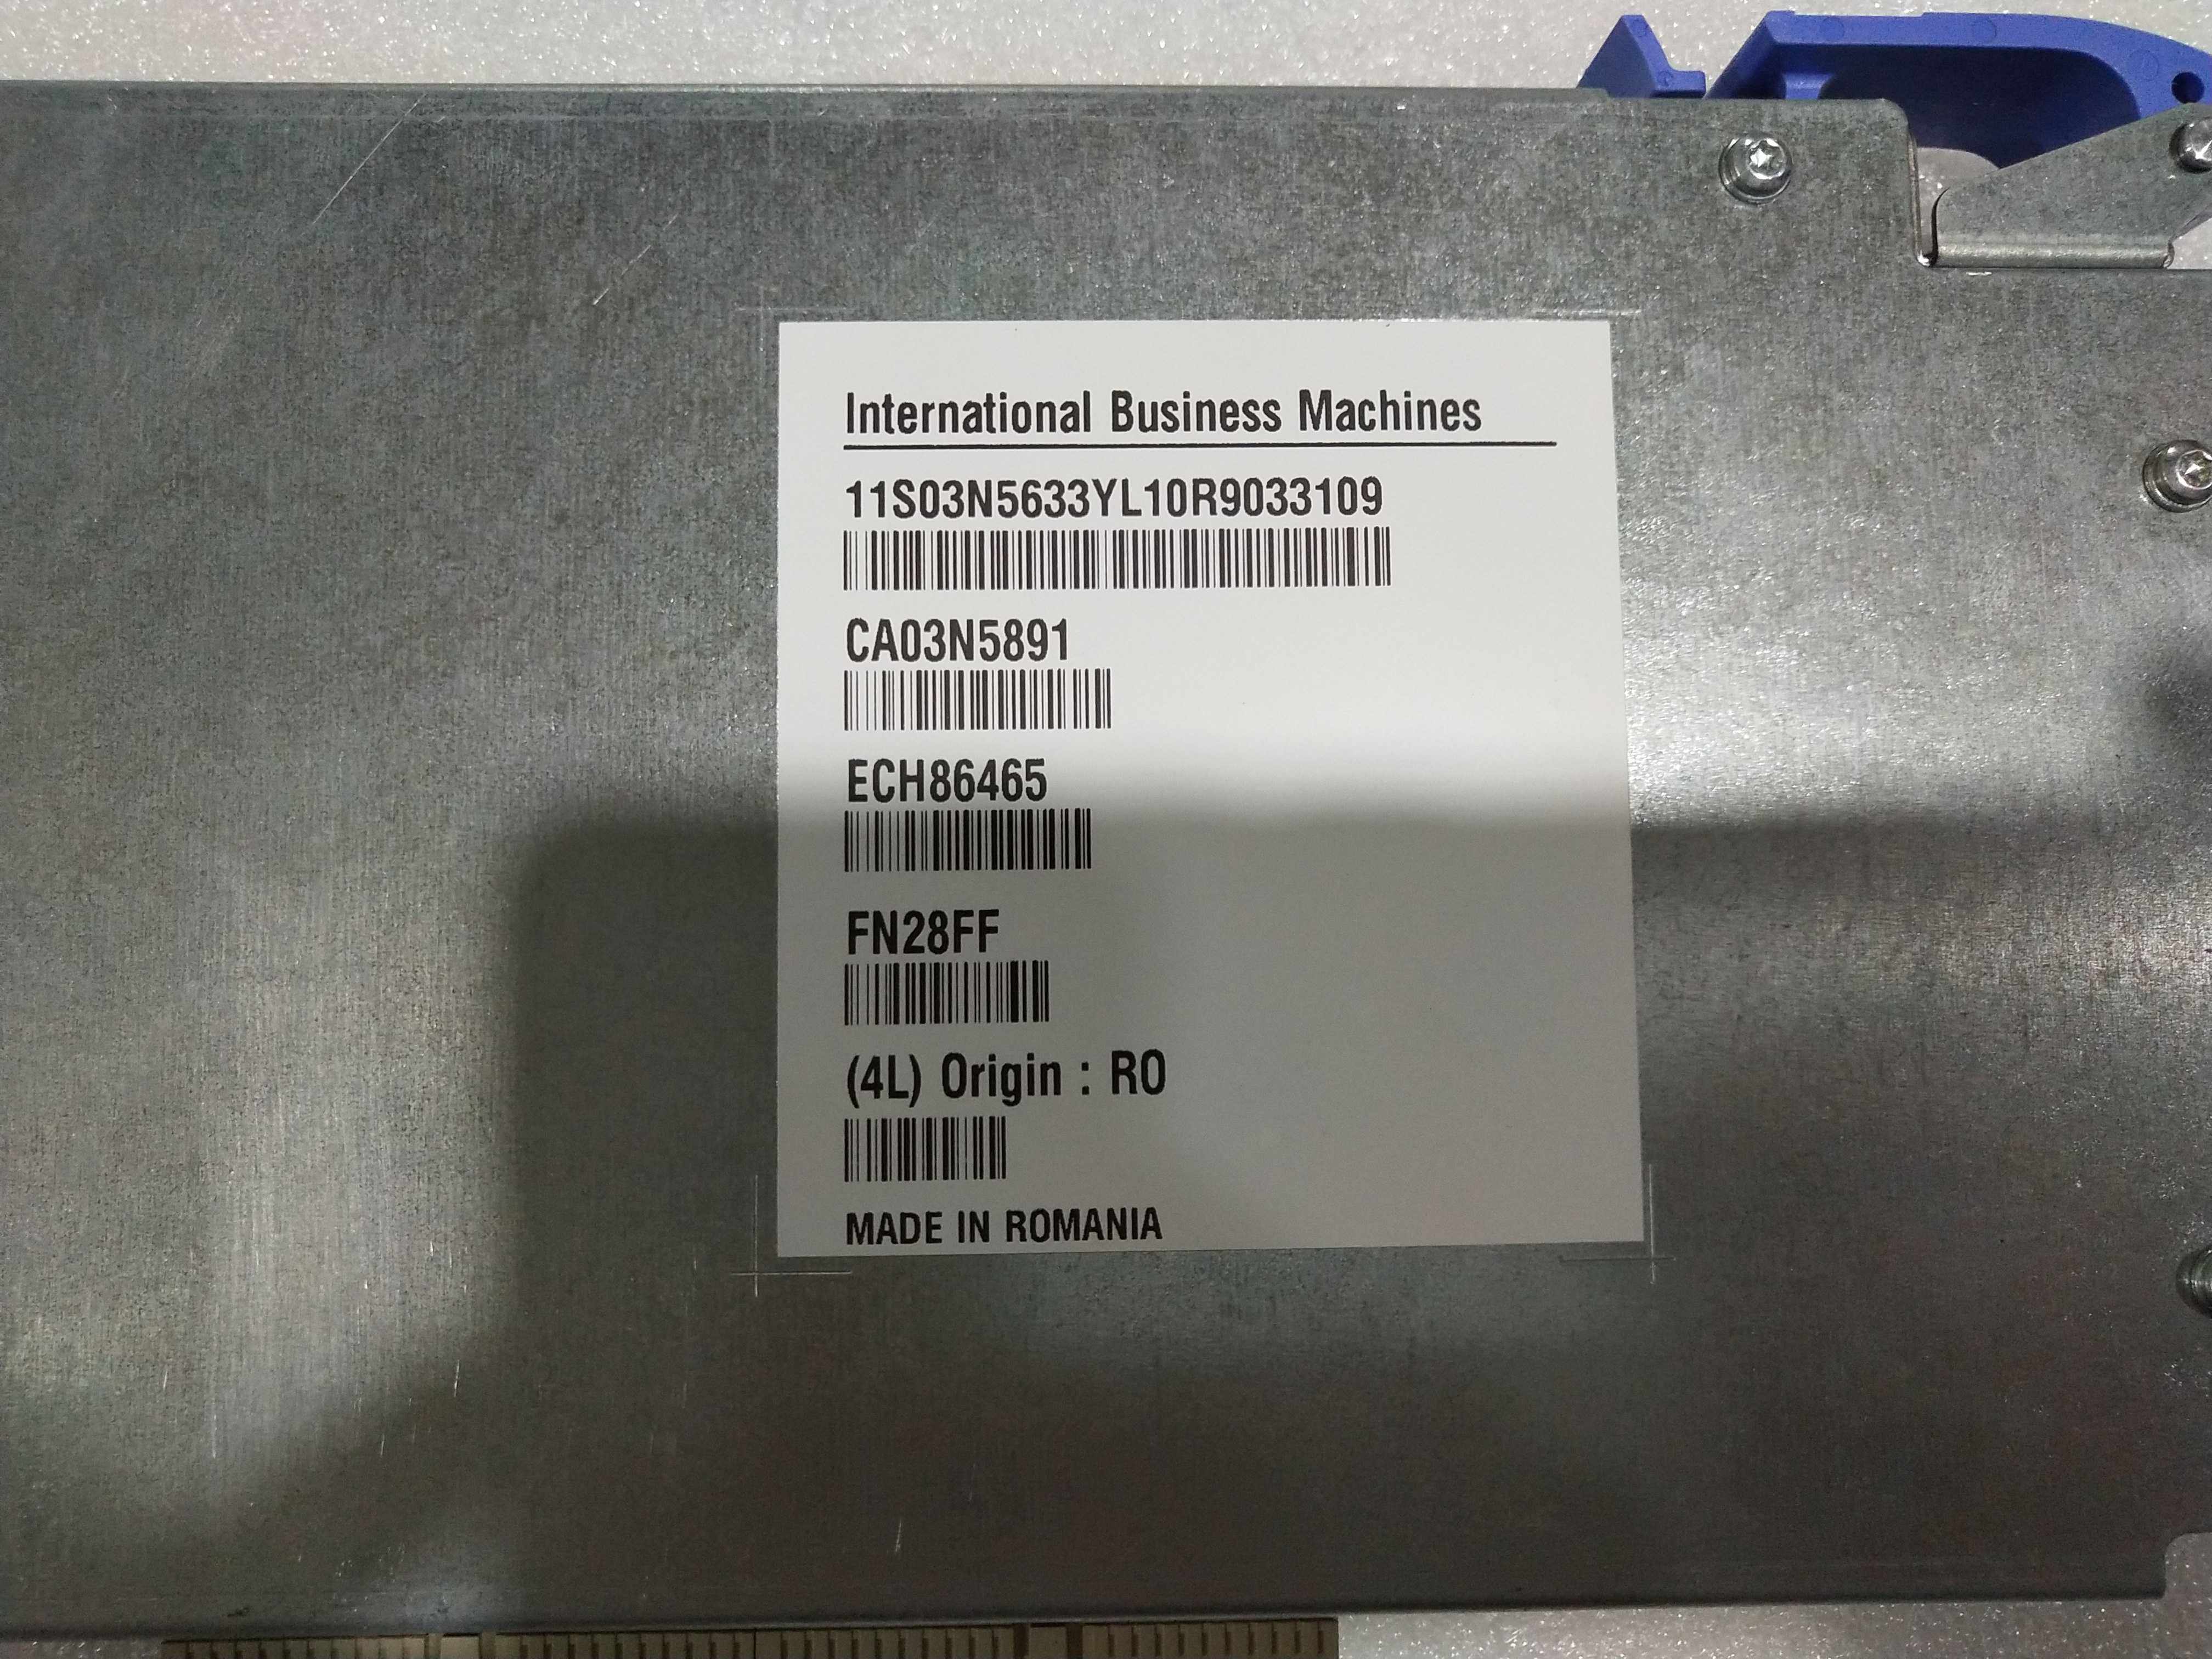 International Business Machines
11S03N5633YL10R9033109
CA03N5891
ECH86465
FN28FF
(4L) Origin : RO
MADE IN ROMANIA